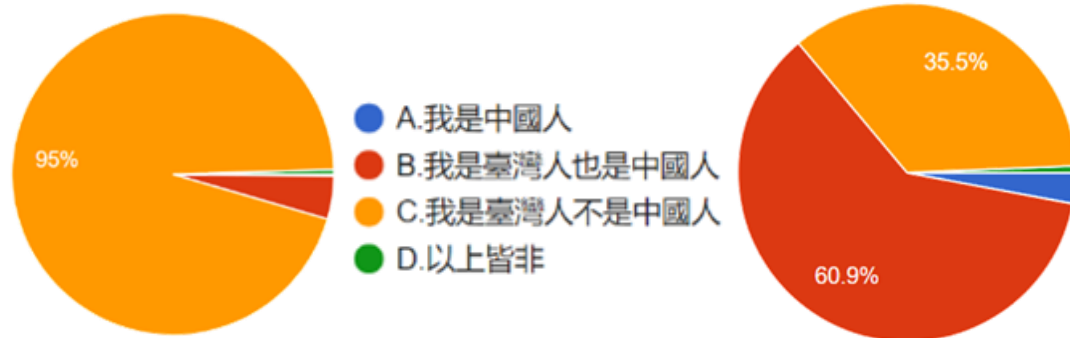 95%
A.我是中國人
B.我是臺灣人也是中國人
C.我是臺灣人不是中國人
D.以上皆非
35.5%
60.9%